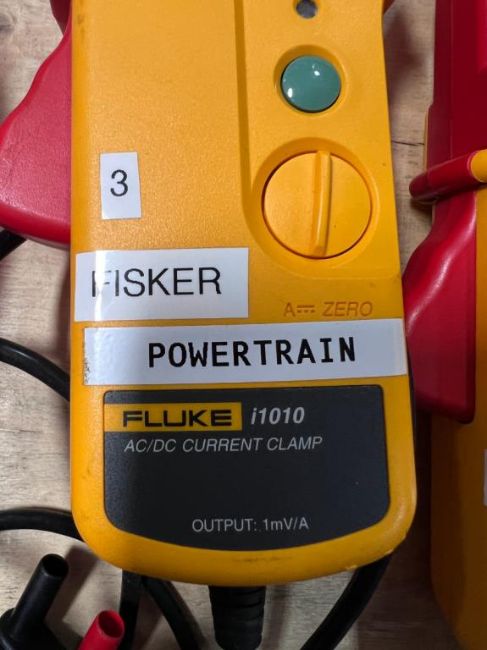 3
FISKER
A⎓ ZERO
POWERTRAIN
FLUKE i1010
AC/DC CURRENT CLAMP
OUTPUT: 1mV/A